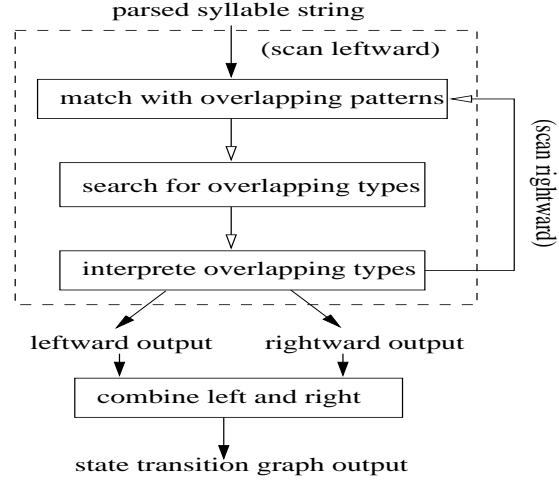 parsed syllable string
(scan leftward)
match with overlapping patterns
(scan rightward)
search for overlapping types
interprete overlapping types
leftward output
rightward output
combine left and right
state transition graph output